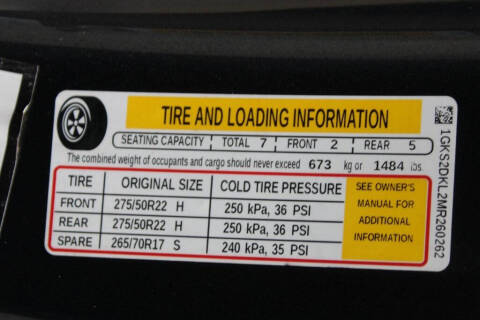 TIRE AND LOADING INFORMATION
SEATING CAPACITY TOTAL 7 FRONT 2 REAR 5
The combined weight of occupants and cargo should never exceed 673 kg or 1484 lbs.
TIRE ORIGINAL SIZE COLD TIRE PRESSURE
FRONT 275/50R22 H 250 kPa, 36 PSI
REAR 275/50R22 H 250 kPa, 36 PSI
SPARE 265/70R17 S 240 kPa, 35 PSI
SEE OWNER'S
MANUAL FOR
ADDITIONAL
INFORMATION
1GKS2DKL2MR260262